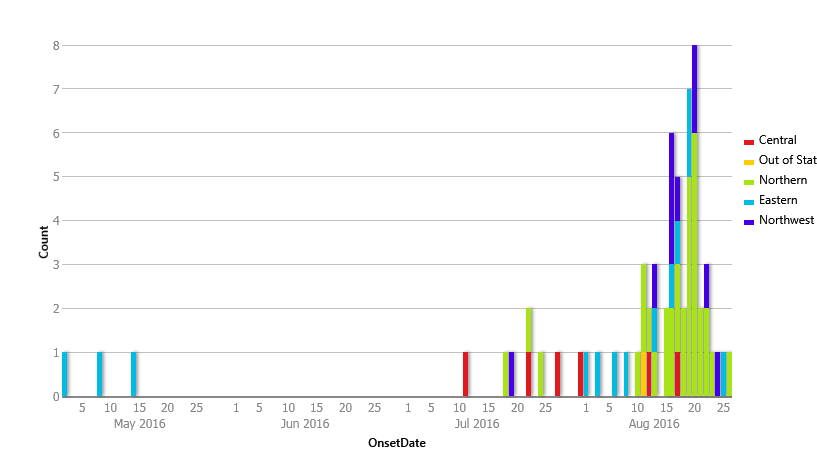 8
7
6
5
4
3
2
1
0
Count
Central
Out of Stat
Northern
Eastern
Northwest
5 10 15 20 25 1 5 10 15 20 25 1 5 10 15 20 25 1 5 10 15 20 25
May 2016 Jun 2016 Jul 2016 Aug 2016
OnsetDate